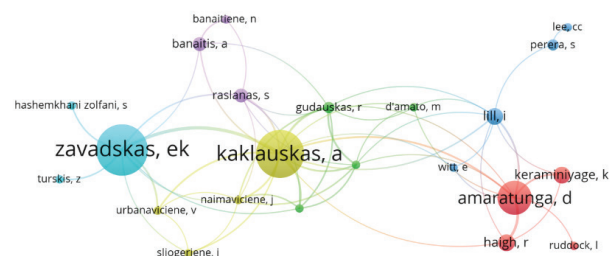 banaitiene, n
banaitis, a
lee, cc
perera, s
hashemkhani zolfani, s
raslanas, s
gudauskas, r
d'amato, m
lill, i
zavadskas, ek
kaklauskas, a
turskis, z
witt, e
keraminiyage, k
urbanaviciene, v
naimaviciene, j
amaratunga, d
sliogeriene, j
haigh, r
ruddock, l